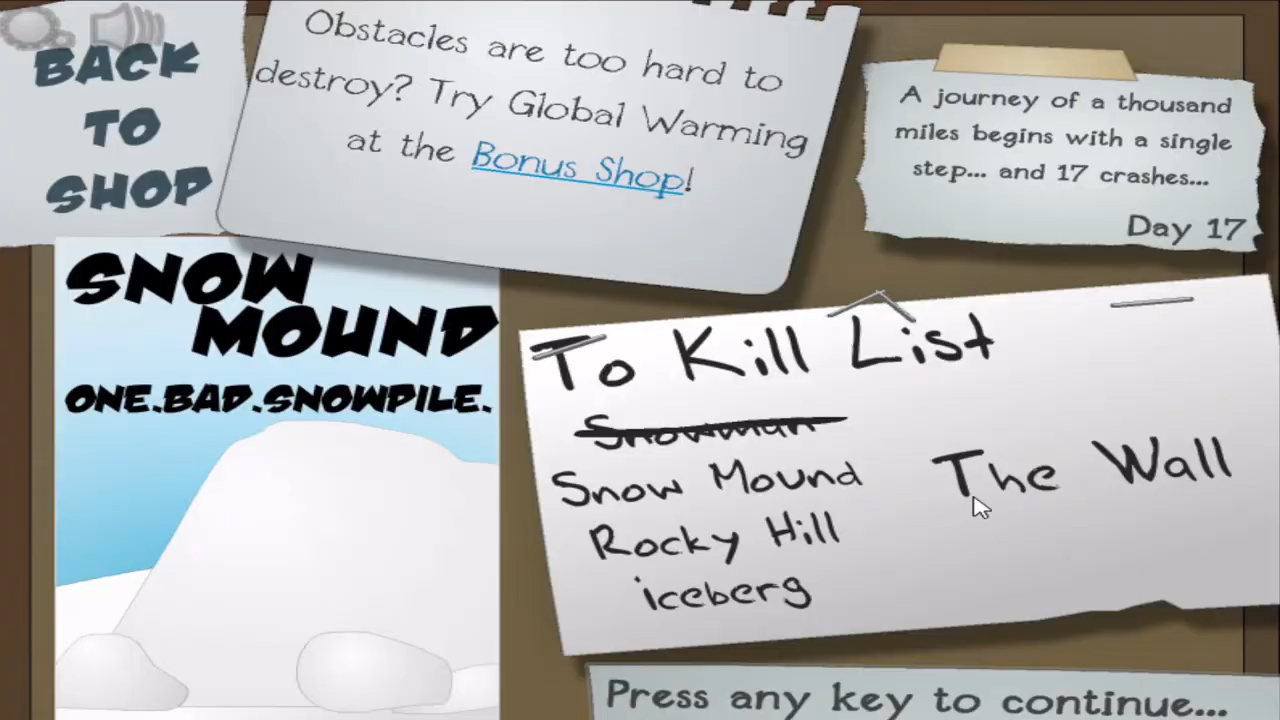 BACK
TO
SHOP
Obstacles are too hard to
destroy? Try Global Warming
at the Bonus Shop!
A journey of a thousand
miles begins with a single
step... and 17 crashes...
Day 17
SNOW
MOUND
ONE.BAD.SNOWPILE.
To Kill List
Snowman
Snow Mound
Rocky Hill
iceberg
The Wall
Press any key to continue...